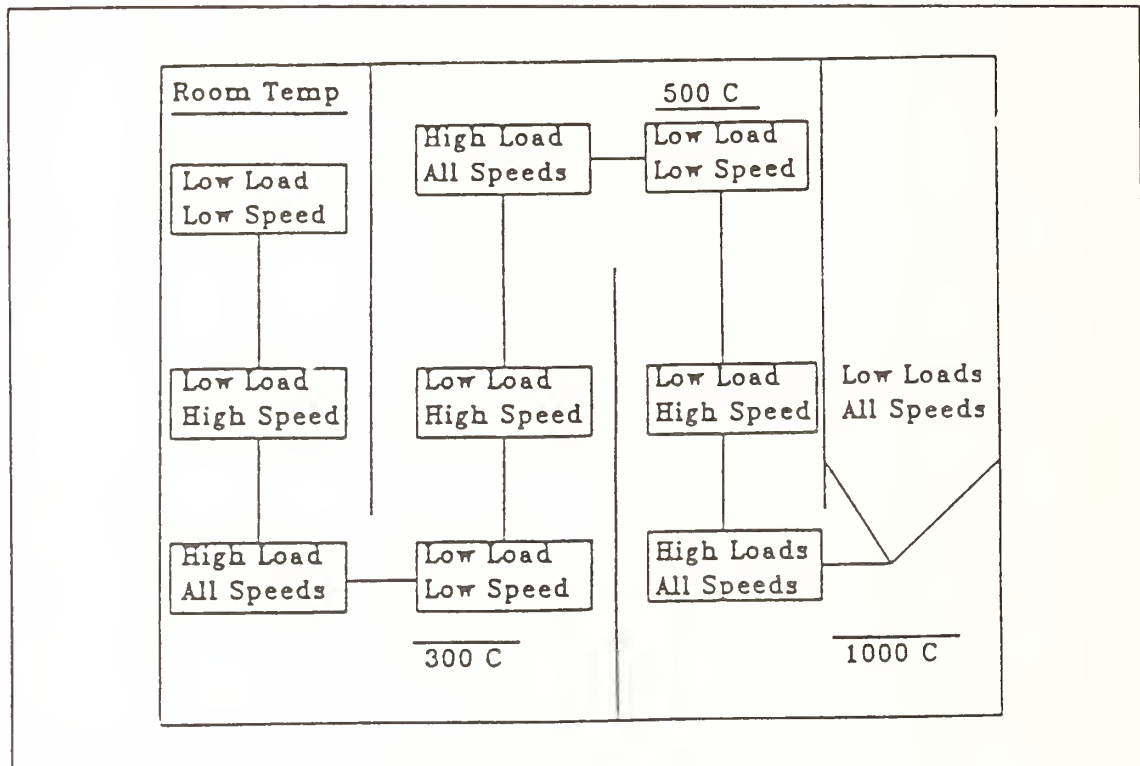 Room Temp
Low Load
Low Speed
Low Load
High Speed
High Load
All Speeds
Low Load
Low Speed
300 C
Low Load
High Speed
High Load
All Speeds
500 C
Low Load
Low Speed
Low Load
High Speed
High Loads
All Speeds
Low Loads
All Speeds
1000 C